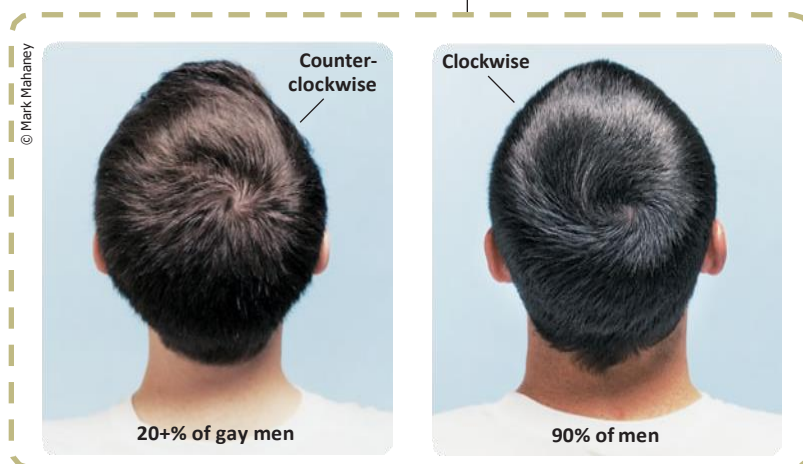 © Mark Mahaney
Counter-
clockwise
Clockwise
20+% of gay men
90% of men